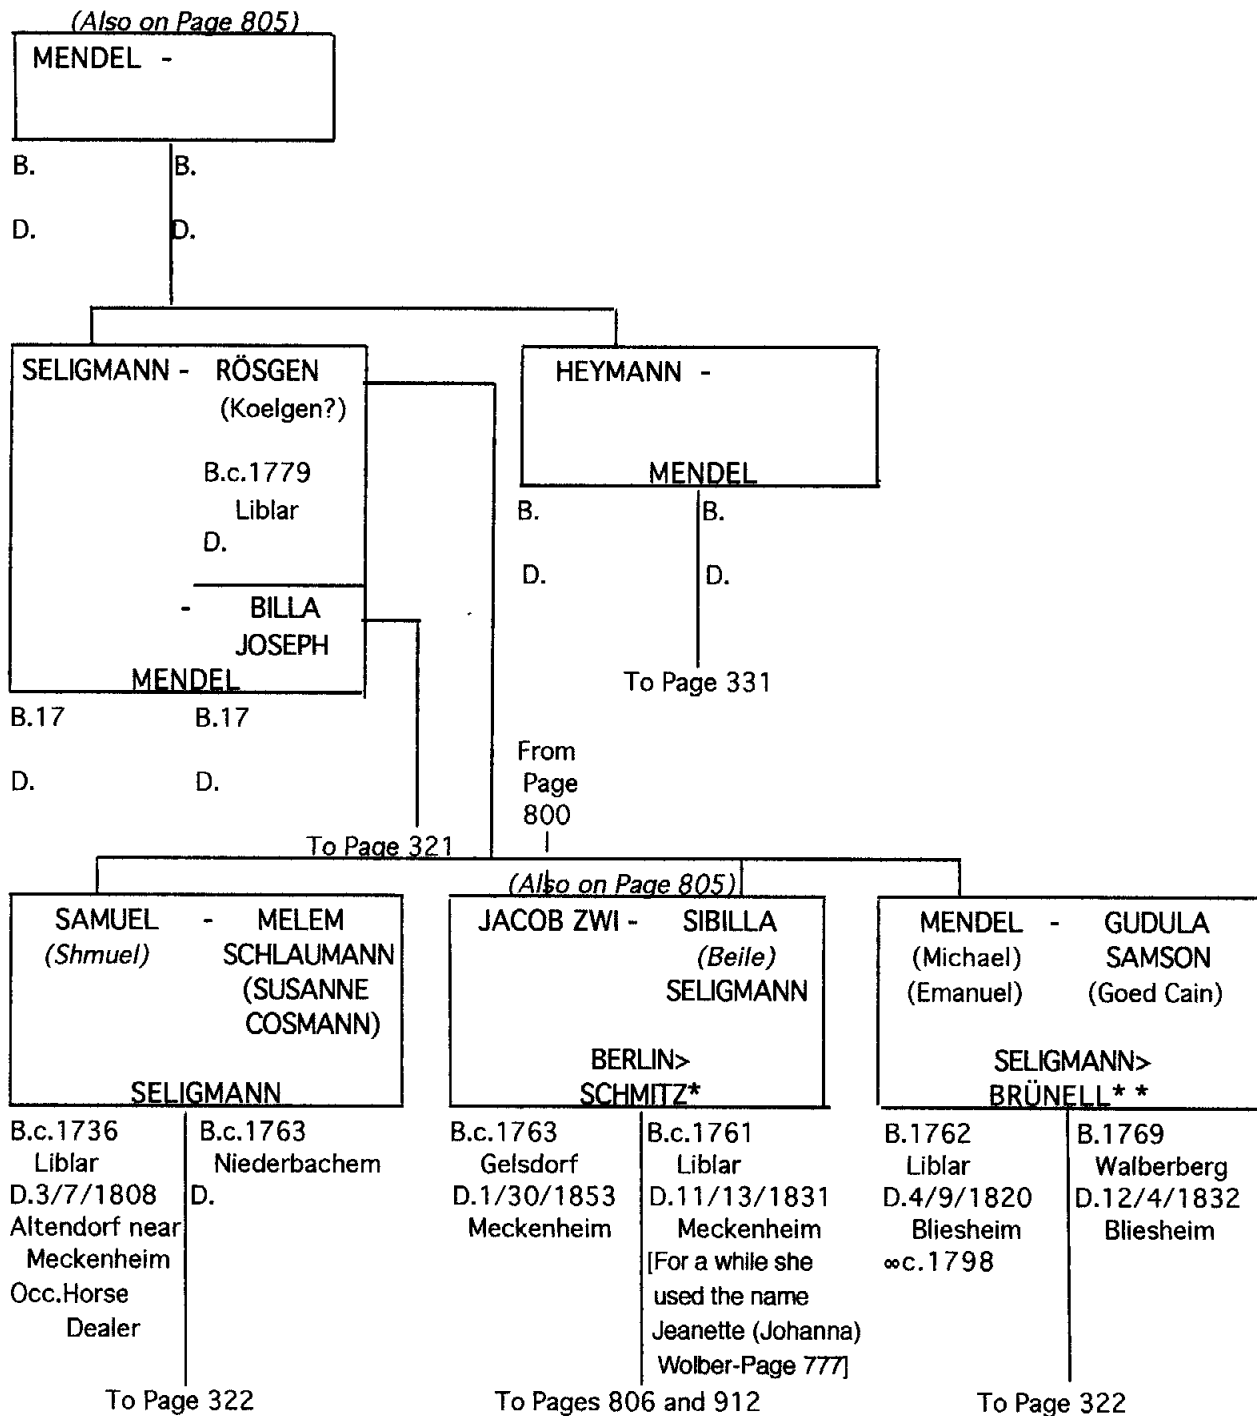 (Also on Page 805)
MENDEL -
B. B.
D. D.
SELIGMANN - RÖSGEN
(Koelgen?)
B.c.1779
Liblar
D.
- BILLA
JOSEPH
MENDEL
B.17 B.17
D. D.
HEYMANN -
MENDEL
B. B.
D. D.
To Page 331
From
Page
800
To Page 321
SAMUEL - MELEM
(Shmuel) SCHLAUMANN
(SUSANNE
COSMANN)
SELIGMANN
B.c.1736 B.c.1763
Liblar Niederbachem
D.3/7/1808 D.
Altendorf near
Meckenheim
Occ.Horse
Dealer
To Page 322
(Also on Page 805)
JACOB ZWI - SIBILLA
(Beile)
SELIGMANN
BERLIN>
SCHMITZ*
B.c.1763 B.c.1761
Gelsdorf Liblar
D.1/30/1853 D.11/13/1831
Meckenheim Meckenheim
[For a while she
used the name
Jeanette (Johanna)
Wolber-Page 777]
To Pages 806 and 912
MENDEL - GUDULA
(Michael) SAMSON
(Emanuel) (Goed Cain)
SELIGMANN>
BRÜNELL* *
B.1762 B.1769
Liblar Walberberg
D.4/9/1820 D.12/4/1832
Bliesheim Bliesheim
∞c.1798
To Page 322